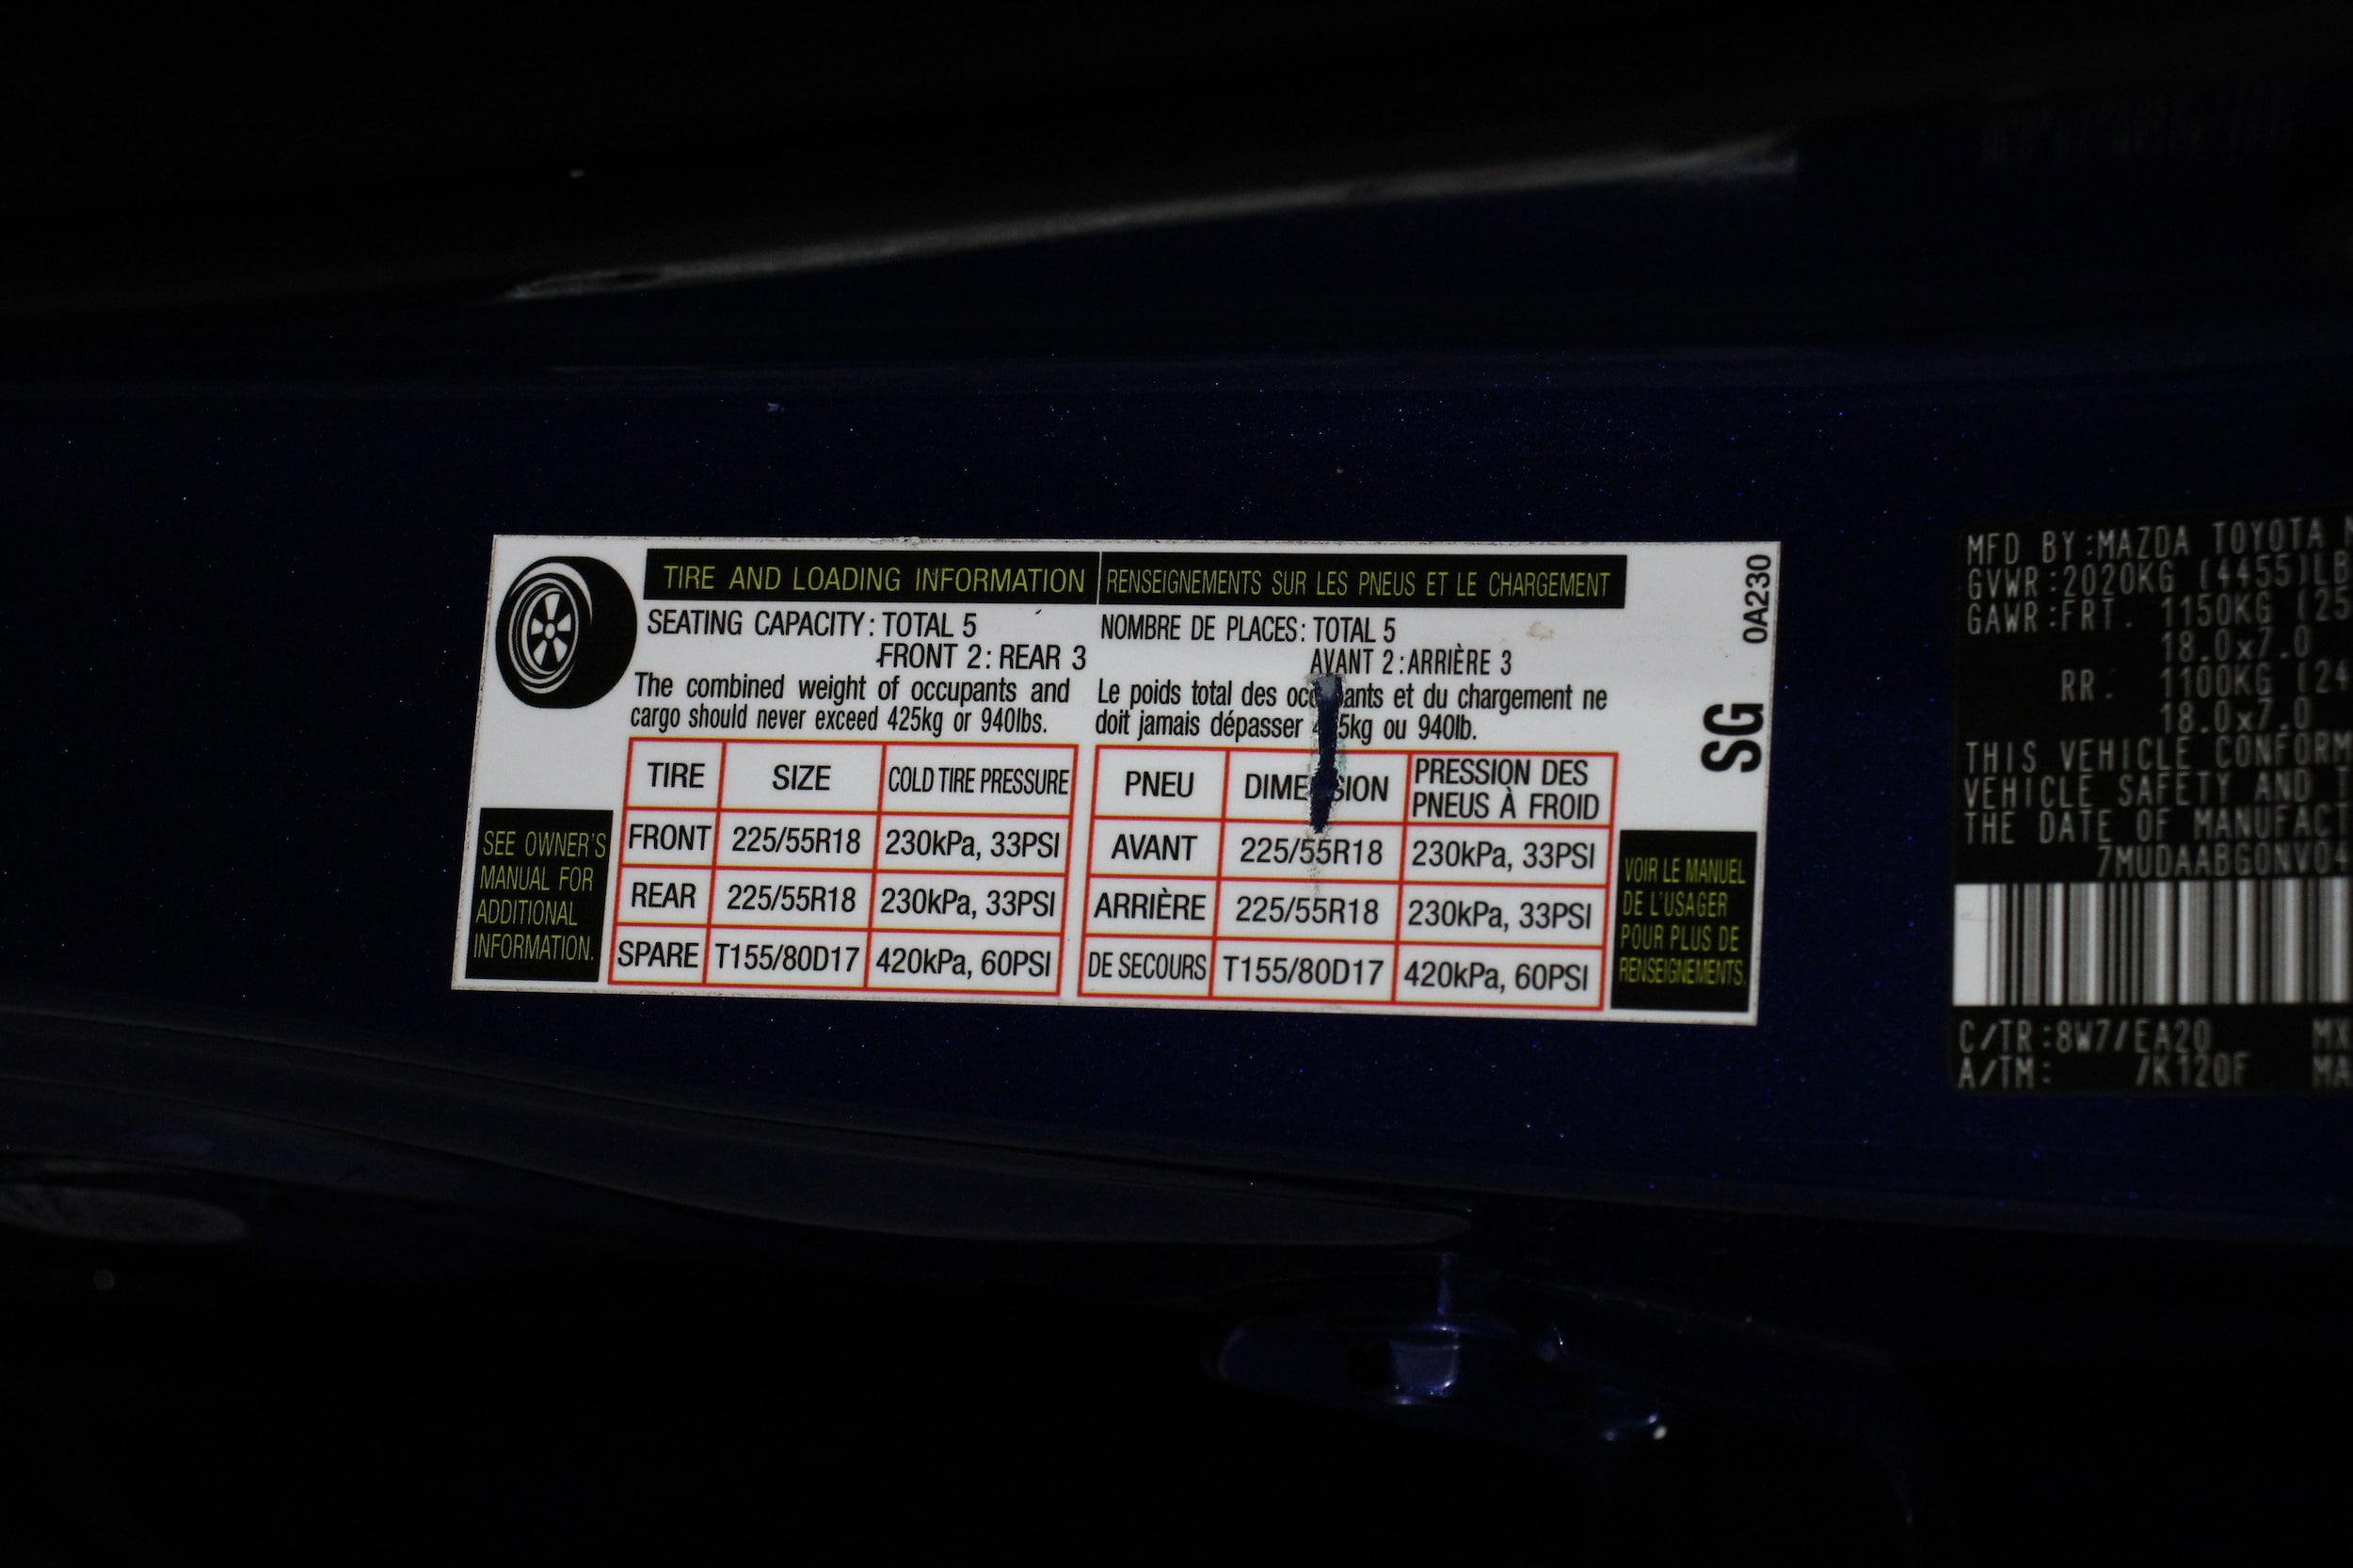 TIRE AND LOADING INFORMATION
SEATING CAPACITY: TOTAL 5
FRONT 2: REAR 3
The combined weight of occupants and
cargo should never exceed 425kg or 940lbs.
TIRE SIZE COLD TIRE PRESSURE
FRONT 225/55R18 230kPa, 33PSI
REAR 225/55R18 230kPa, 33PSI
SPARE T155/80D17 420kPa, 60PSI
SEE OWNER'S
MANUAL FOR
ADDITIONAL
INFORMATION.
RENSEIGNEMENTS SUR LES PNEUS ET LE CHARGEMENT
NOMBRE DE PLACES: TOTAL 5
AVANT 2:ARRIÈRE 3
Le poids total des et du chargement ne
doit jamais dépasser ou 940lb.
PNEU PRESSION DES
PNEUS À FROID
AVANT 225/55R18 230kPa, 33PSI
ARRIÈRE 225/55R18 230kPa, 33PSI
DE SECOURS T155/80D17 420kPa, 60PSI
VOIR LE MANUEL
DE L'USAGER
POUR PLUS DE
RENSEIGNEMENTS.
0A230
SG
MFD BY:MAZDA TOYOTA
GVWR:2020KG (4455)LB
GAWR:FRT. 1150KG
18.0x7.0
RR. 1100KG
18.0x7.0
THIS VEHICLE
VEHICLE SAFETY AND
THE DATE OF
C/TR:8W7/EA20
A/TM: /K120F